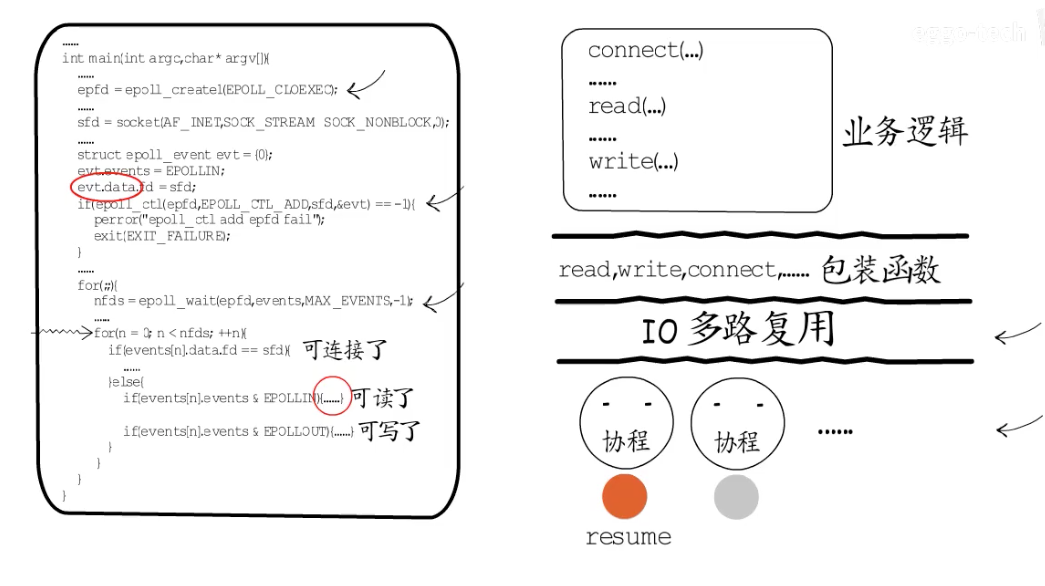 ......
int main(int argc,char* argv[]){
......
epfd = epoll_create1(EPOLL_CLOEXEC);
......
sfd = socket(AF_INET,SOCK_STREAM SOCK_NONBLOCK,0);
......
struct epoll_event evt = {0};
evt.events = EPOLLIN;
evt.data.fd = sfd;
if(epoll_ctl(epfd,EPOLL_CTL_ADD,sfd,&evt) == -1){
perror("epoll_ctl add epfd fail");
exit(EXIT_FAILURE);
}
......
for(;;){
nfds = epoll_wait(epfd,events,MAX_EVENTS,-1);
......
for(n = 0; n < nfds; ++n){
if(events[n].data.fd == sfd){ 可连接了
......
}else{
if(events[n].events & EPOLLIN){......} 可读了
if(events[n].events & EPOLLOUT){......} 可写了
}
}
}
}
connect(...)
......
read(...)
......
write(...)
......
业务逻辑
read,write,connect,...... 包装函数
IO 多路复用
协程
协程
......
resume